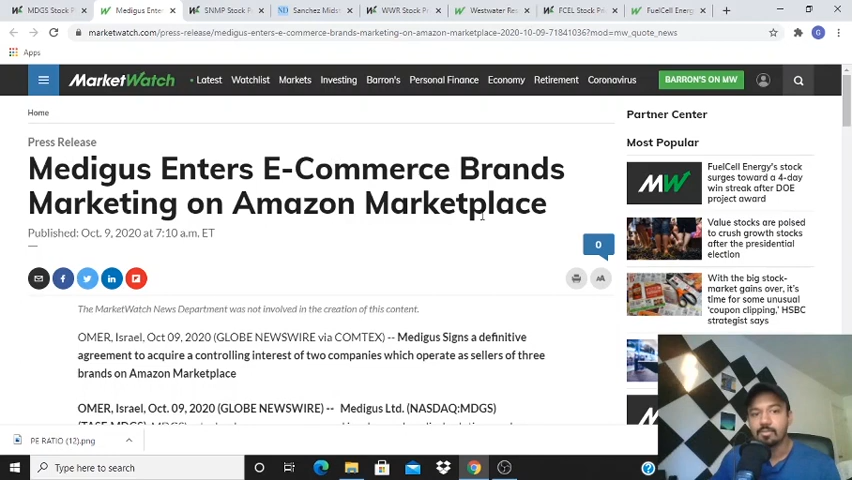 MDGS Stock P
Medigus Enter
SNMP Stock P
Sanchez Midst
WWR Stock Pri
Westwater Res
FCEL Stock Pric
FuelCell Energ
marketwatch.com/press-release/medigus-enters-e-commerce-brands-marketing-on-amazon-marketplace-2020-10-09-71841036?mod=mw_quote_news
Apps
MarketWatch
Latest Watchlist Markets Investing Barron's Personal Finance Economy Retirement Coronavirus
BARRON'S ON MW
Home
Press Release
Medigus Enters E-Commerce Brands
Marketing on Amazon Marketplace
Published: Oct. 9, 2020 at 7:10 a.m. ET
0
AA
The MarketWatch News Department was not involved in the creation of this content.
OMER, Israel, Oct 09, 2020 (GLOBE NEWSWIRE via COMTEX) -- Medigus Signs a definitive
agreement to acquire a controlling interest of two companies which operate as sellers of three
brands on Amazon Marketplace
OMER, Israel, Oct. 09, 2020 (GLOBE NEWSWIRE) -- Medigus Ltd. (NASDAQ:MDGS)
Partner Center
Most Popular
MW
FuelCell Energy's stock
surges toward a 4-day
win streak after DOE
project award
Value stocks are poised
to crush growth stocks
after the presidential
election
With the big stock-
market gains over, it's
time for some unusual
'coupon clipping,' HSBC
strategist says
PE RATIO (12).png
Type here to search